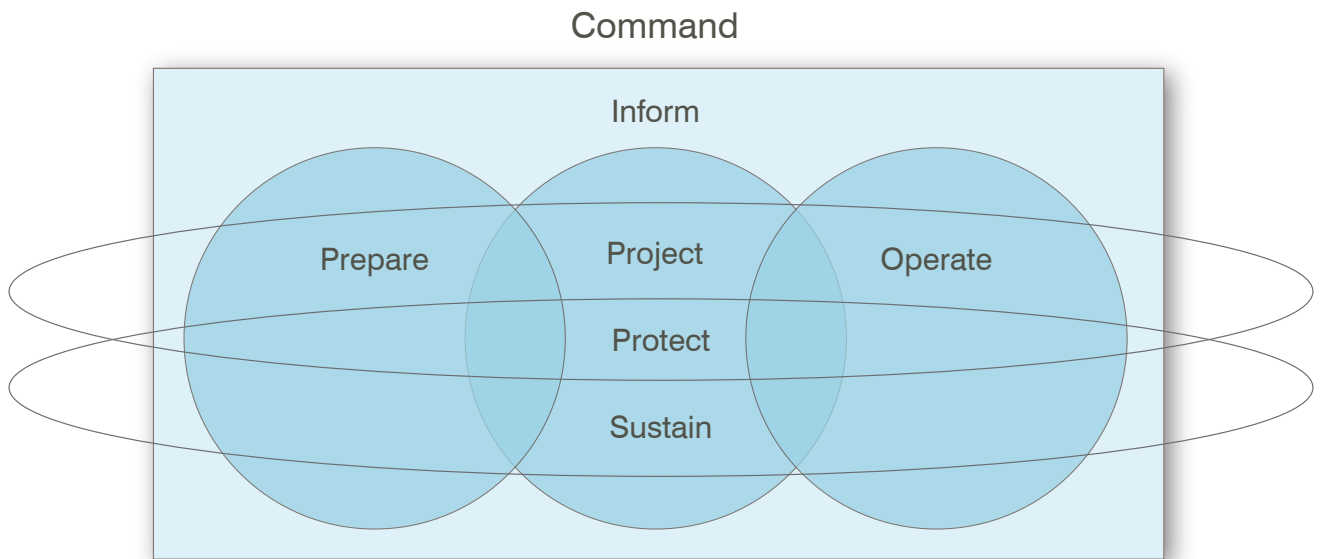 Command
Inform
Prepare
Project
Operate
Protect
Sustain